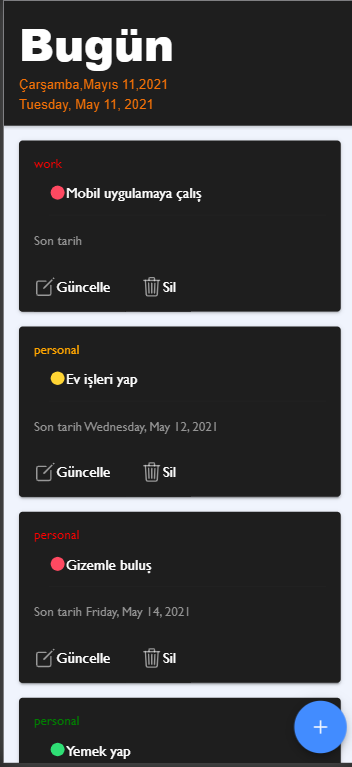 Bugün
Çarşamba,Mayıs 11,2021
Tuesday, May 11, 2021
work
Mobil uygulamaya çalış
Son tarih
Güncelle Sil
personal
Ev işleri yap
Son tarih Wednesday, May 12, 2021
Güncelle Sil
personal
Gizemle buluş
Son tarih Friday, May 14, 2021
Güncelle Sil
personal
Yemek yap